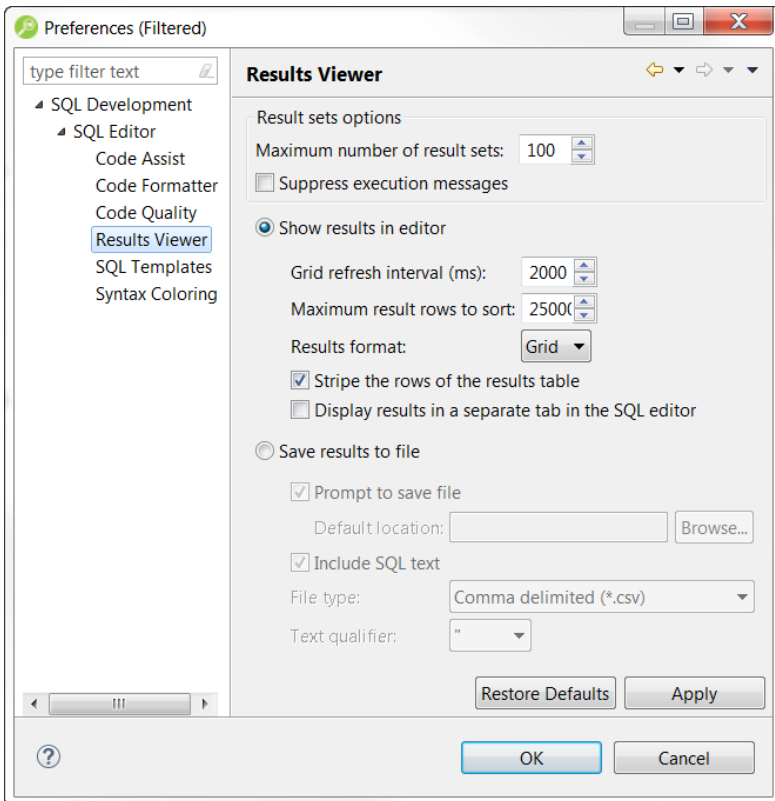 Preferences (Filtered)
type filter text
SQL Development
SQL Editor
Code Assist
Code Formatter
Code Quality
Results Viewer
SQL Templates
Syntax Coloring
Results Viewer
Result sets options
Maximum number of result sets: 100
Suppress execution messages
Show results in editor
Grid refresh interval (ms): 2000
Maximum result rows to sort: 2500
Results format: Grid
Stripe the rows of the results table
Display results in a separate tab in the SQL editor
Save results to file
Prompt to save file
Default location: Browse...
Include SQL text
File type: Comma delimited (*.csv)
Text qualifier: "
Restore Defaults Apply
? OK Cancel